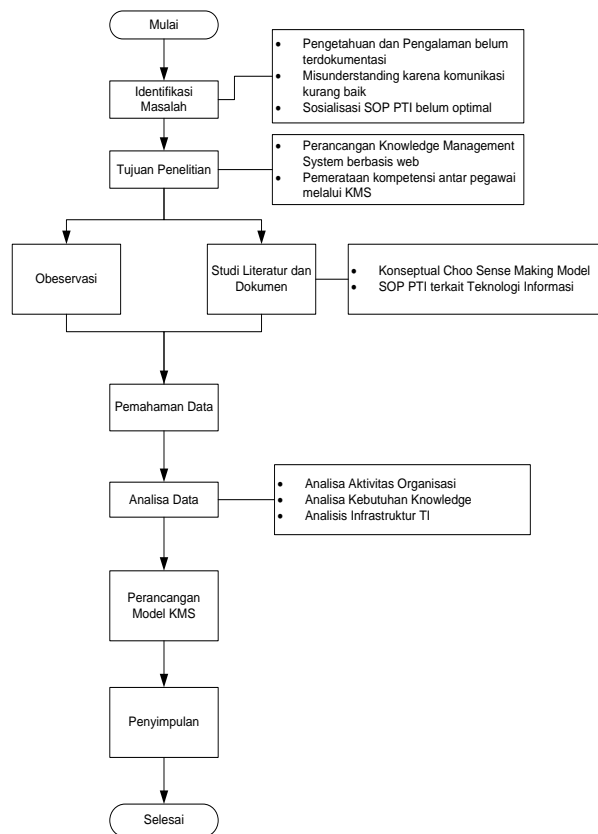 Mulai
Identifikasi
Masalah
• Pengetahuan dan Pengalaman belum
terdokumentasi
• Misunderstanding karena komunikasi
kurang baik
• Sosialisasi SOP PTI belum optimal
Tujuan Penelitian
• Perancangan Knowledge Management
System berbasis web
• Pemerataan kompetensi antar pegawai
melalui KMS
Obeservasi
Studi Literatur dan
Dokumen
• Konseptual Choo Sense Making Model
• SOP PTI terkait Teknologi Informasi
Pemahaman Data
Analisa Data
• Analisa Aktivitas Organisasi
• Analisa Kebutuhan Knowledge
• Analisis Infrastruktur TI
Perancangan
Model KMS
Penyimpulan
Selesai